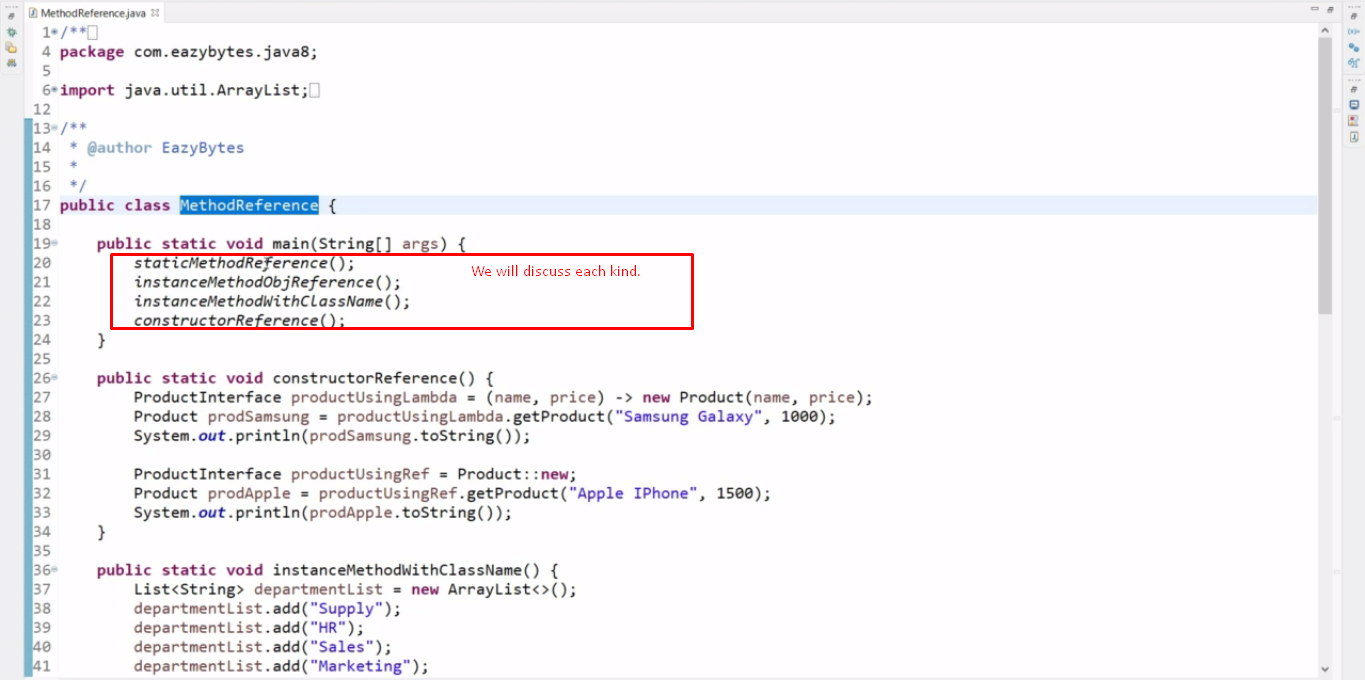 MethodReference.java
1 /**
4 package com.eazybytes.java8;
5
6 import java.util.ArrayList;
12
13 /**
14 * @author EazyBytes
15 *
16 */
17 public class MethodReference {
18
19 public static void main(String[] args) {
20 staticMethodReference();
We will discuss each kind.
21 instanceMethodObjReference();
22 instanceMethodWithClassName();
23 constructorReference();
24 }
25
26 public static void constructorReference() {
27 ProductInterface productUsingLambda = (name, price) -> new Product(name, price);
28 Product prodSamsung = productUsingLambda.getProduct("Samsung Galaxy", 1000);
29 System.out.println(prodSamsung.toString());
30
31 ProductInterface productUsingRef = Product::new;
32 Product prodApple = productUsingRef.getProduct("Apple IPhone", 1500);
33 System.out.println(prodApple.toString());
34 }
35
36 public static void instanceMethodWithClassName() {
37 List<String> departmentList = new ArrayList<>();
38 departmentList.add("Supply");
39 departmentList.add("HR");
40 departmentList.add("Sales");
41 departmentList.add("Marketing");